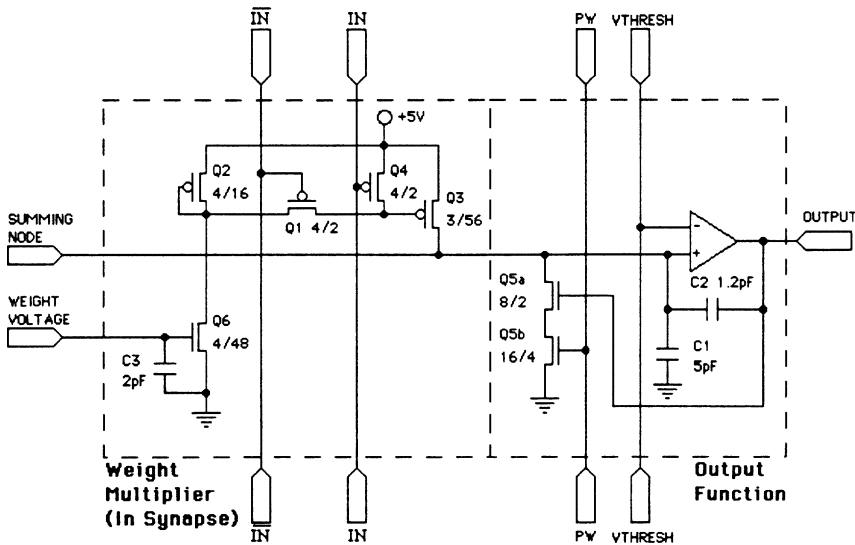 I̅N̅
IN
PW
VTHRESH
+5V
Q2
4/16
Q4
4/2
Q3
3/56
Q1 4/2
SUMMING
NODE
OUTPUT
-
+
Q5a
8/2
C2 1.2pF
WEIGHT
VOLTAGE
Q6
4/48
C3
2pF
Q5b
16/4
C1
5pF
Weight
Multiplier
(In Synapse)
Output
Function
I̅N̅
IN
PW
VTHRESH